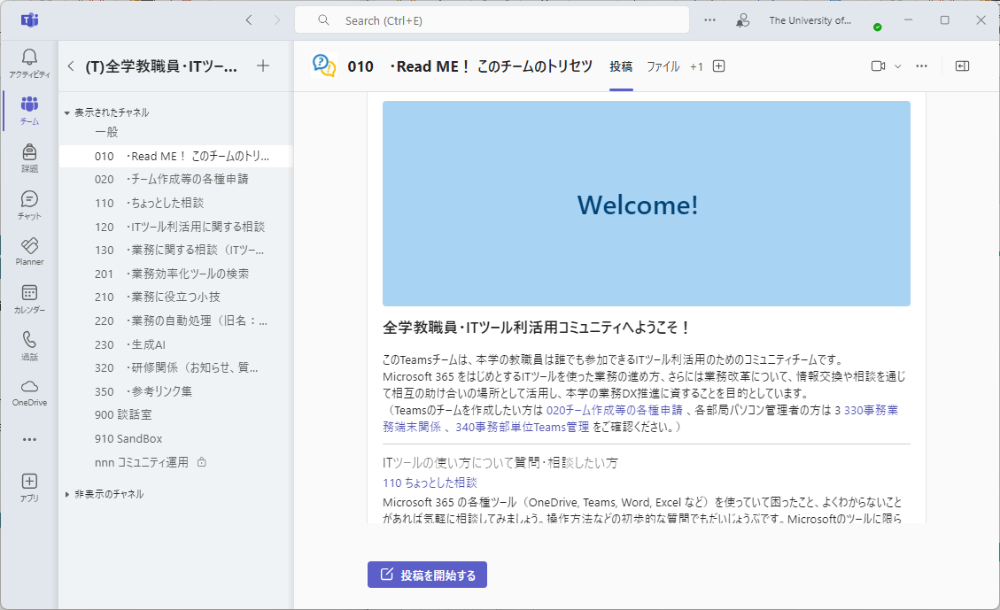 Search (Ctrl+E)
The University of...
アクティビティ
チーム
課題
チャット
Planner
カレンダー
通話
OneDrive
アプリ
(T)全学教職員・ITツー...
表示されたチャネル
一般
010 ・Read ME！ このチームのトリ...
020 ・チーム作成等の各種申請
110 ・ちょっとした相談
120 ・ITツール利活用に関する相談
130 ・業務に関する相談（ITツー...
201 ・業務効率化ツールの検索
210 ・業務に役立つ小技
220 ・業務の自動処理（旧名：...
230 ・生成AI
320 ・研修関係（お知らせ、質...
350 ・参考リンク集
900 談話室
910 SandBox
nnn コミュニティ運用
非表示のチャネル
010 ・Read ME！ このチームのトリセツ 投稿 ファイル +1
Welcome!
全学教職員・ITツール利活用コミュニティへようこそ！
このTeamsチームは、本学の教職員は誰でも参加できるITツール利活用のためのコミュニティチームです。
Microsoft 365 をはじめとするITツールを使った業務の進め方、さらには業務改革について、情報交換や相談を通じ
て相互の助け合いの場所として活用し、本学の業務DX推進に資することを目的としています。
（Teamsのチームを作成したい方は 020チーム作成等の各種申請 、各部局パソコン管理者の方は 3 330事務業
務端末関係 、 340事務部単位Teams管理 をご確認ください。）
ITツールの使い方について質問・相談したい方
110 ちょっとした相談
Microsoft 365 の各種ツール（OneDrive, Teams, Word, Excel など）を使っていて困ったこと、よくわからないこと
があれば気軽に相談してみましょう。操作方法などの初歩的な質問でもだいじょうぶです。Microsoftのツールに限ら
投稿を開始する